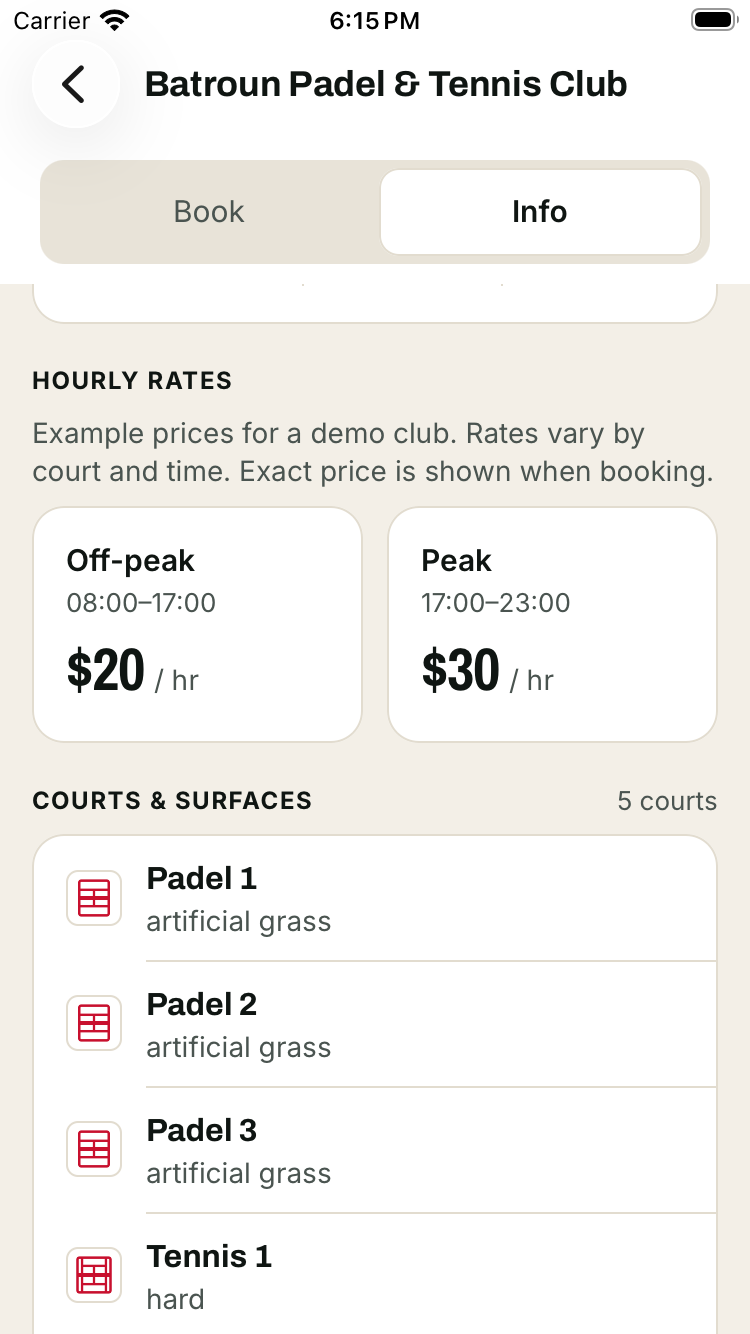 Carrier 6:15 PM
Batroun Padel & Tennis Club
Book Info
HOURLY RATES
Example prices for a demo club. Rates vary by
court and time. Exact price is shown when booking.
Off-peak
08:00–17:00
$20 / hr
Peak
17:00–23:00
$30 / hr
COURTS & SURFACES 5 courts
Padel 1
artificial grass
Padel 2
artificial grass
Padel 3
artificial grass
Tennis 1
hard